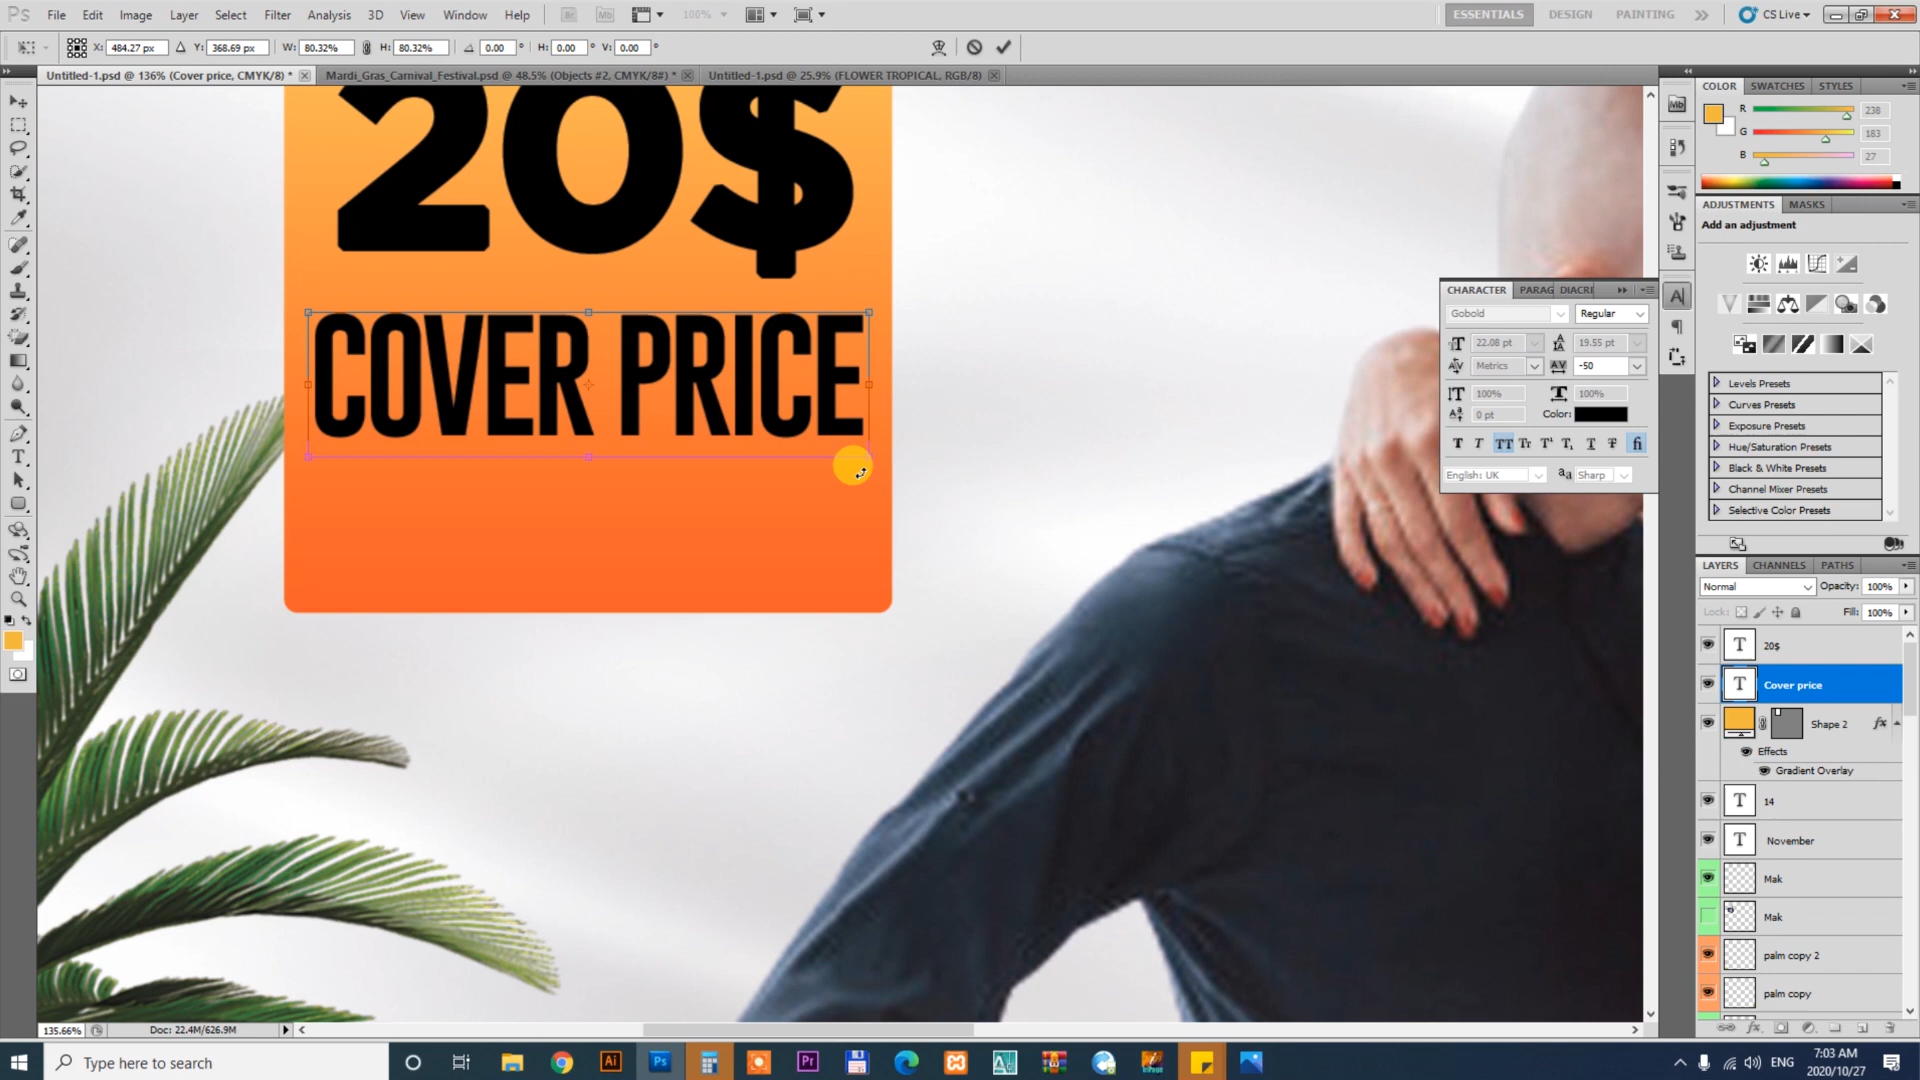 Ps File Edit Image Layer Select Filter Analysis 3D View Window Help Br Mb 100% ESSENTIALS DESIGN PAINTING CS Live
X: 484.27 px Y: 368.69 px W: 80.32% H: 80.32% 0.00 ° H: 0.00 ° V: 0.00 °
Untitled-1.psd @ 136% (Cover price, CMYK/8) * Mardi_Gras_Carnival_Festival.psd @ 48.5% (Objects #2, CMYK/8#) * Untitled-1.psd @ 25.9% (FLOWER TROPICAL, RGB/8)
20$
COVER PRICE
COLOR SWATCHES STYLES
R 238
G 183
B 27
ADJUSTMENTS MASKS
Add an adjustment
Levels Presets
Curves Presets
Exposure Presets
Hue/Saturation Presets
Black & White Presets
Channel Mixer Presets
Selective Color Presets
CHARACTER PARAG DIACRI
Gobold Regular
22.08 pt 19.55 pt
Metrics -50
100% 100%
0 pt Color:
English: UK aa Sharp
LAYERS CHANNELS PATHS
Normal Opacity: 100%
Lock: Fill: 100%
20$
Cover price
Shape 2 fx
Effects
Gradient Overlay
14
November
Mak
Mak
palm copy 2
palm copy
135.66% Doc: 22.4M/626.9M
Type here to search
Ai Ps Pr
ENG 7:03 AM
2020/10/27